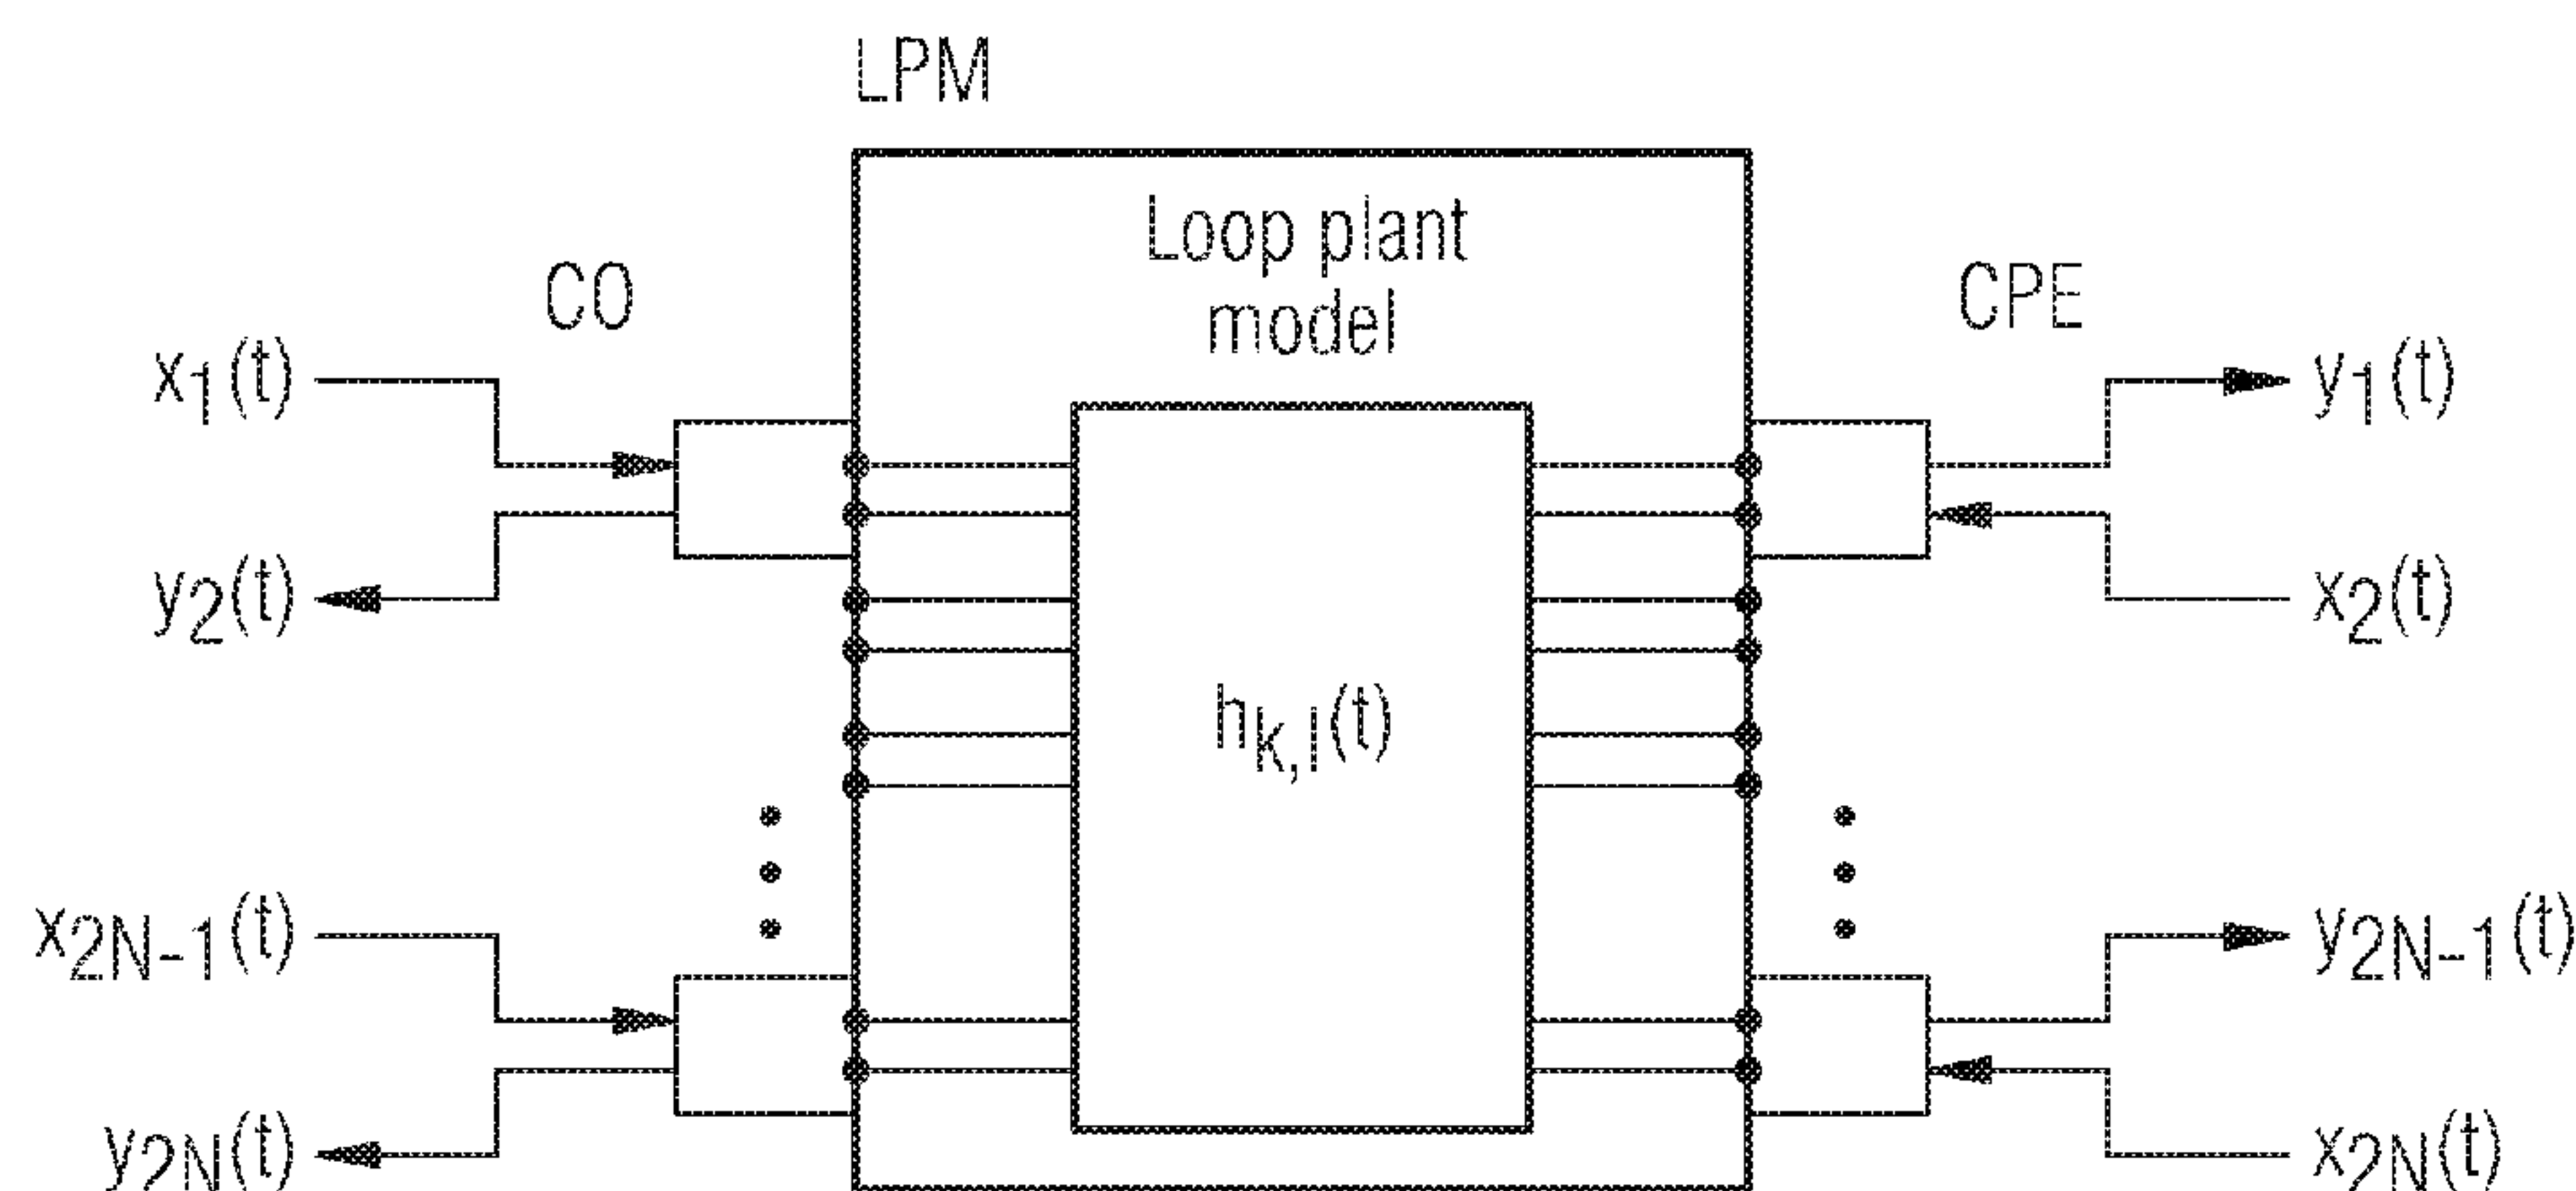 LPM
Loop plant
model
CO
CPE
x1(t)
y1(t)
y2(t)
x2(t)
hk,l(t)
x2N-1(t)
y2N-1(t)
y2N(t)
x2N(t)